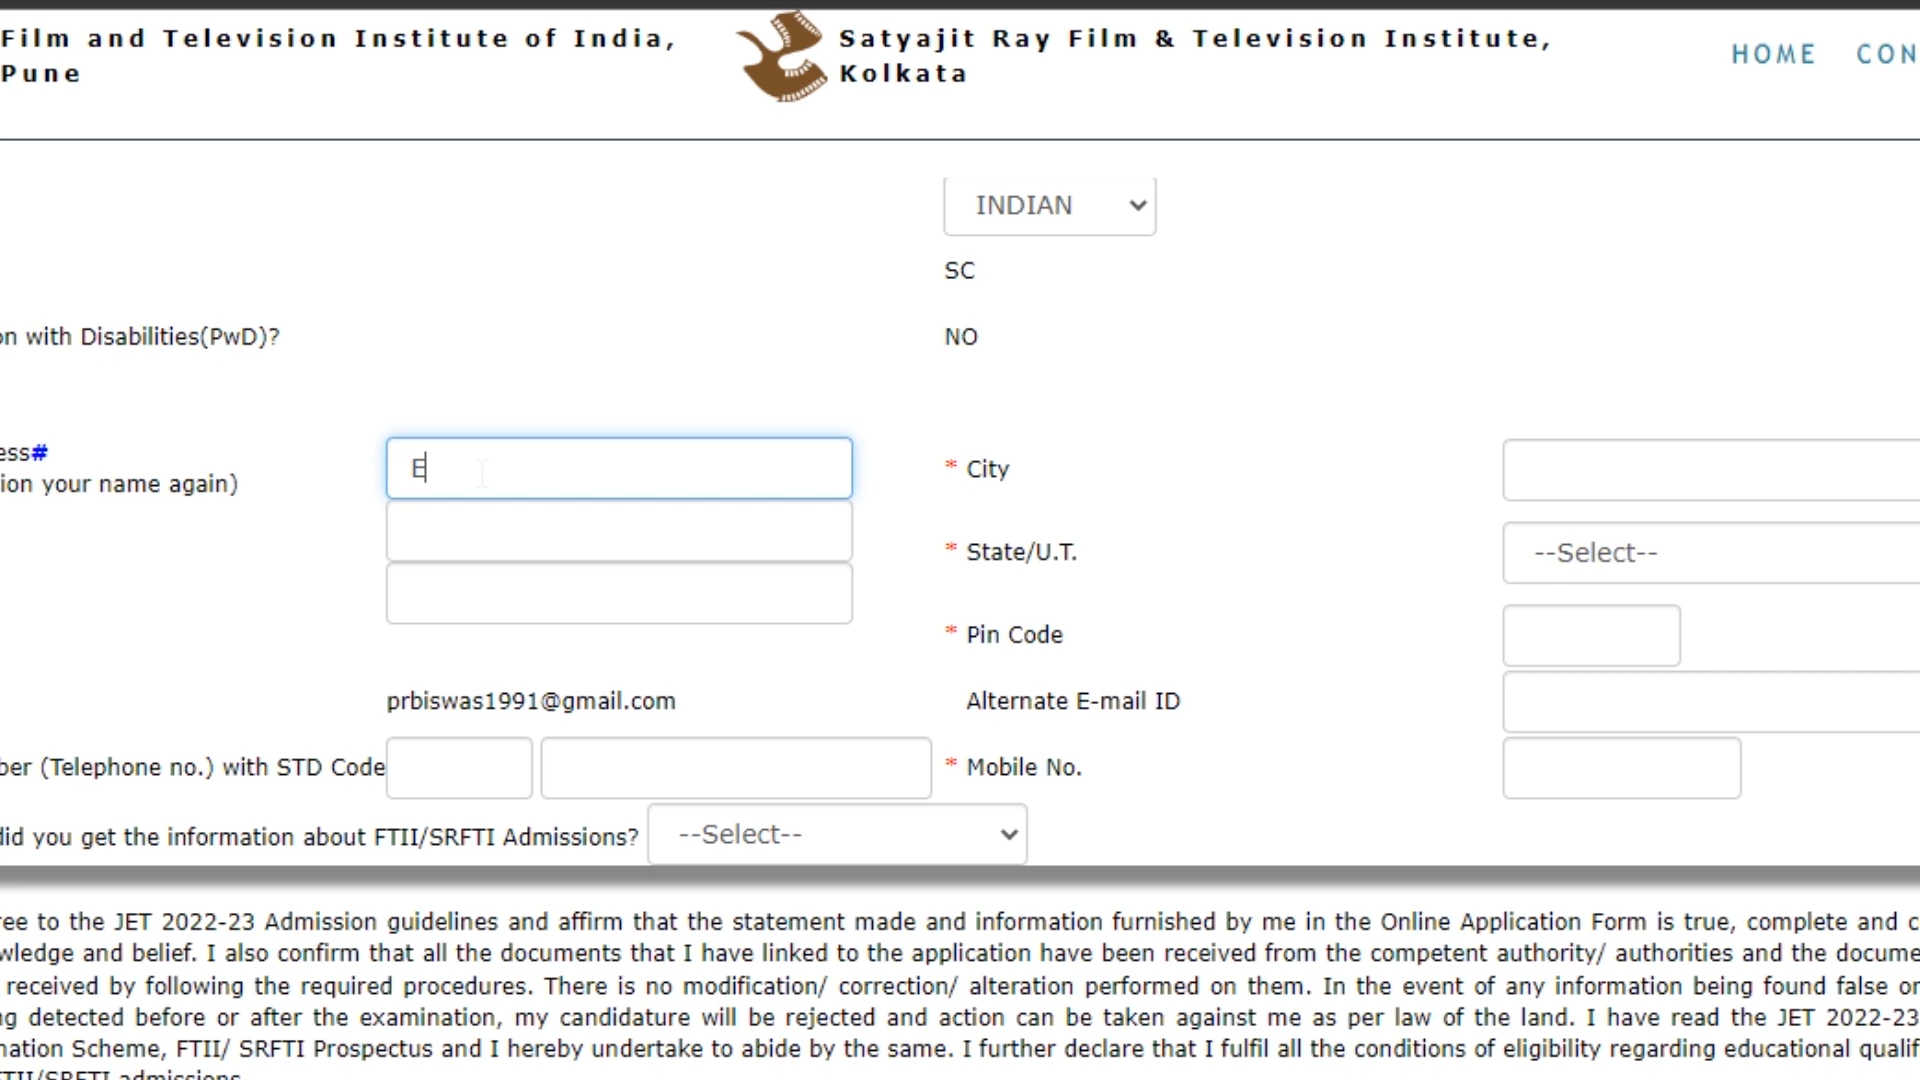 Film and Television Institute of India,
Pune
Satyajit Ray Film & Television Institute,
Kolkata
HOME CON
INDIAN
SC
on with Disabilities(PwD)?
NO
ess#
ion your name again)
E
* City
* State/U.T.
--Select--
* Pin Code
prbiswas1991@gmail.com
Alternate E-mail ID
ber (Telephone no.) with STD Code
* Mobile No.
did you get the information about FTII/SRFTI Admissions?
--Select--
ree to the JET 2022-23 Admission guidelines and affirm that the statement made and information furnished by me in the Online Application Form is true, complete and c
wledge and belief. I also confirm that all the documents that I have linked to the application have been received from the competent authority/ authorities and the docume
received by following the required procedures. There is no modification/ correction/ alteration performed on them. In the event of any information being found false or
ng detected before or after the examination, my candidature will be rejected and action can be taken against me as per law of the land. I have read the JET 2022-23
nation Scheme, FTII/ SRFTI Prospectus and I hereby undertake to abide by the same. I further declare that I fulfil all the conditions of eligibility regarding educational qualif
FTII/SRFTI admissions